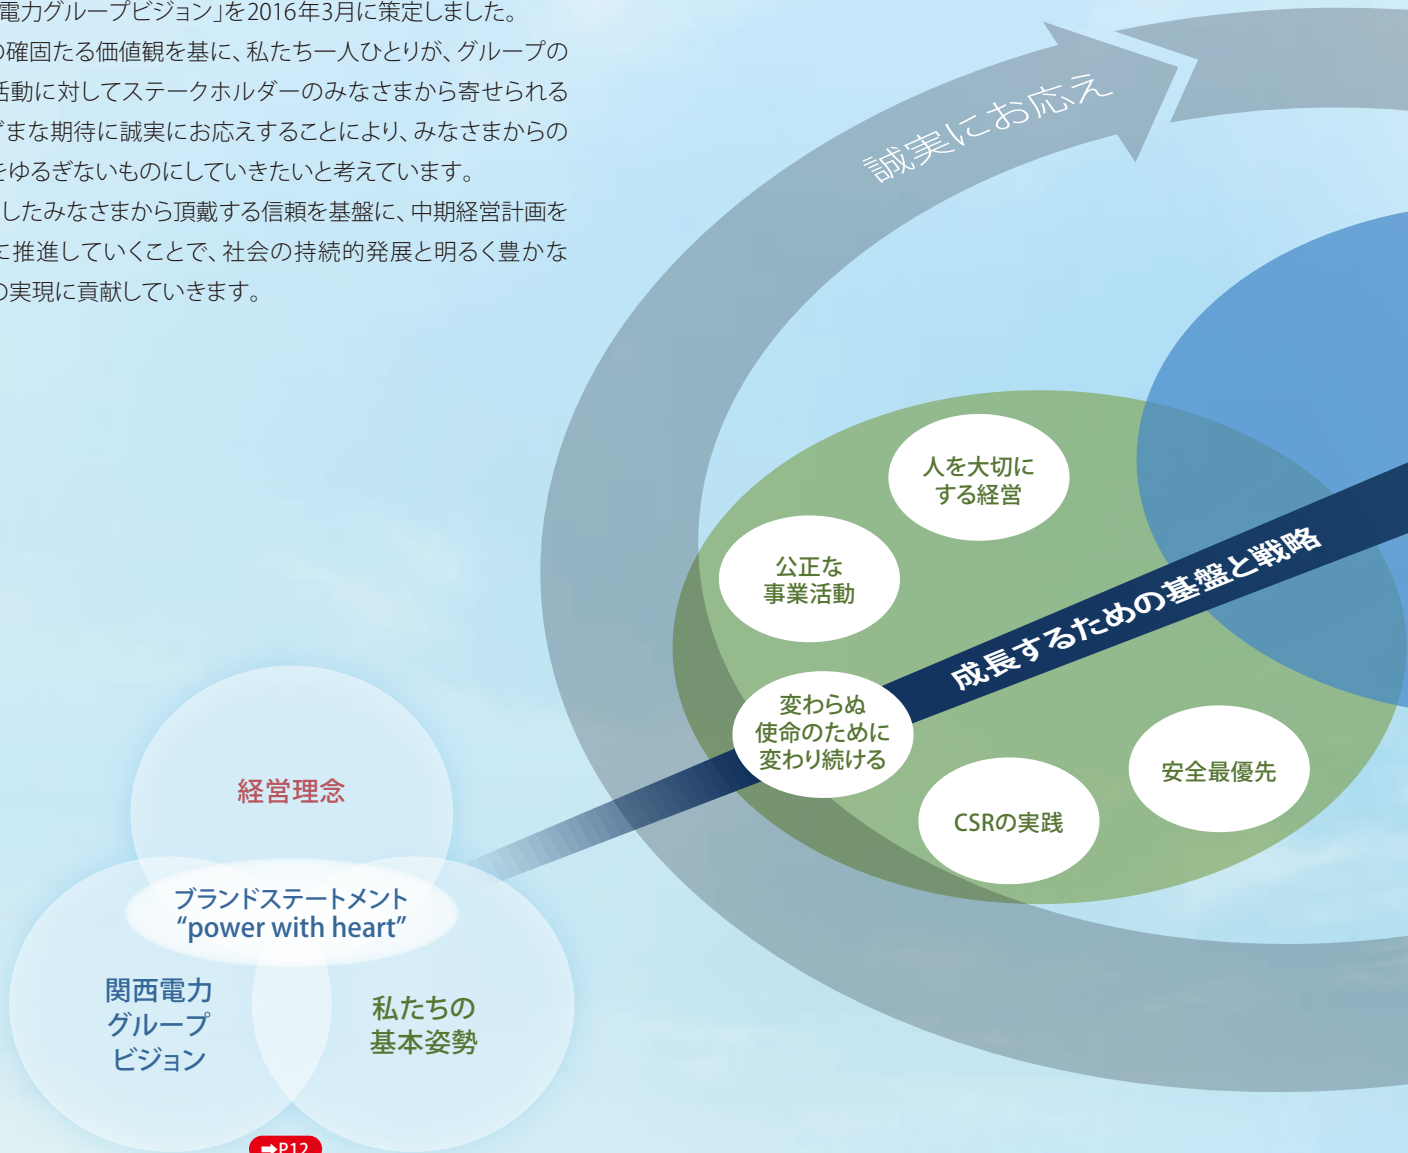 電力グループビジョン」を2016年3月に策定しました。
の確固たる価値観を基に、私たち一人ひとりが、グループの
活動に対してステークホルダーのみなさまから寄せられる
まな期待に誠実にお応えすることにより、みなさまからの
をゆるぎないものにしていきたいと考えています。
したみなさまから頂戴する信頼を基盤に、中期経営計画を
に推進していくことで、社会の持続的発展と明るく豊かな
の実現に貢献していきます。
誠実にお応え
人を大切に
する経営
公正な
事業活動
成長するための基盤と戦略
変わらぬ
使命のために
変わり続ける
安全最優先
CSRの実践
経営理念
ブランドステートメント
“power with heart”
関西電力
グループ
ビジョン
私たちの
基本姿勢
➡P12